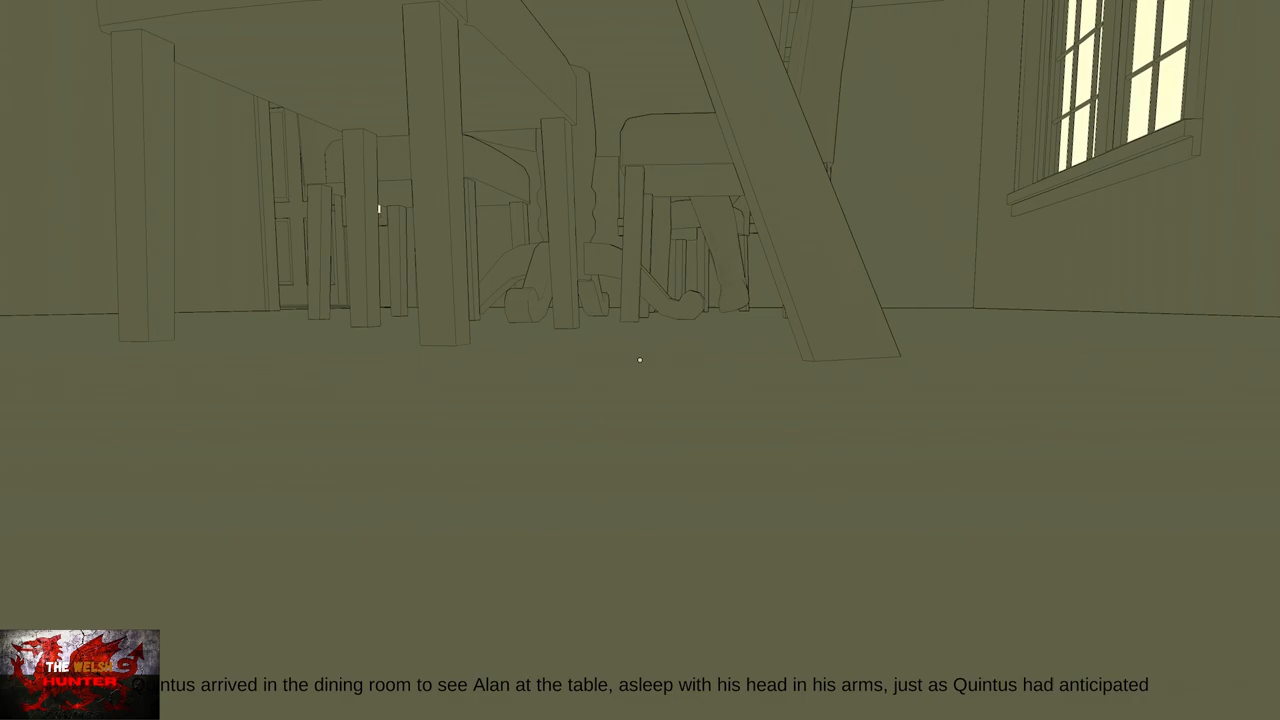 THE WELSH
HUNTER
Quintus arrived in the dining room to see Alan at the table, asleep with his head in his arms, just as Quintus had anticipated